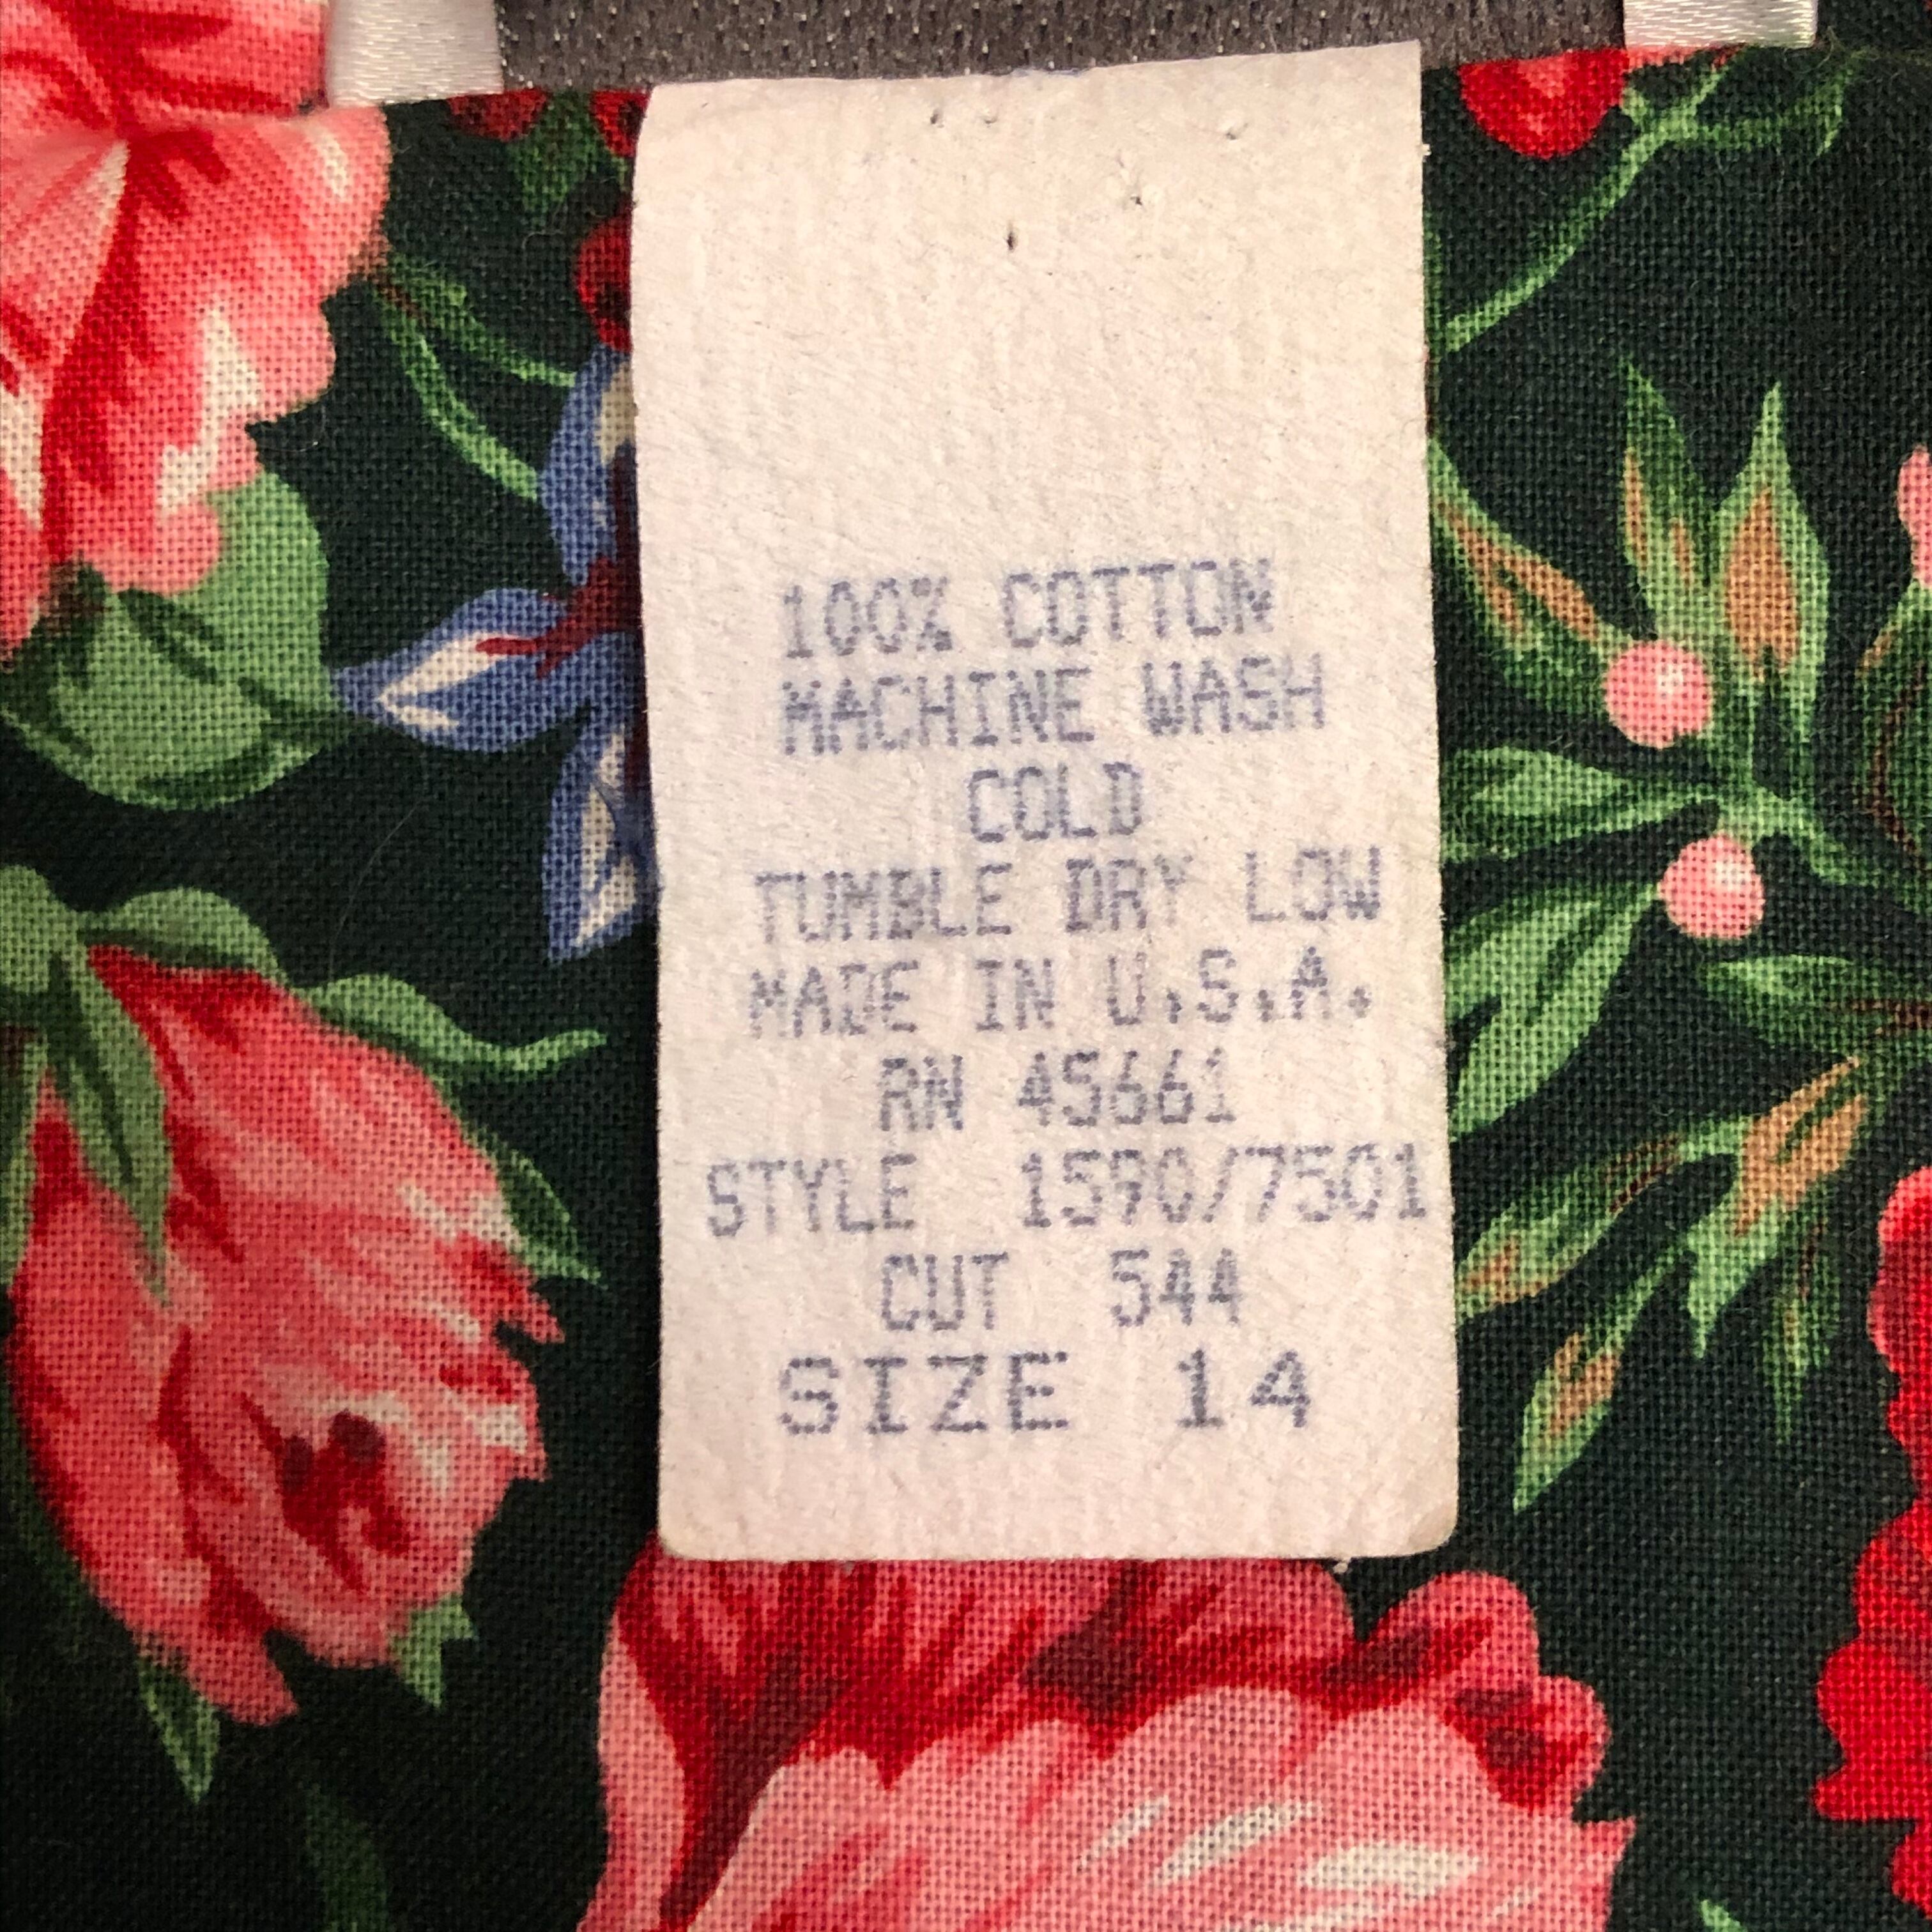 100% COTTON
MACHINE WASH
COLD
TUMBLE DRY LOW
MADE IN U.S.A.
RN 45661
STYLE 1590/7501
CUT 544
SIZE 14